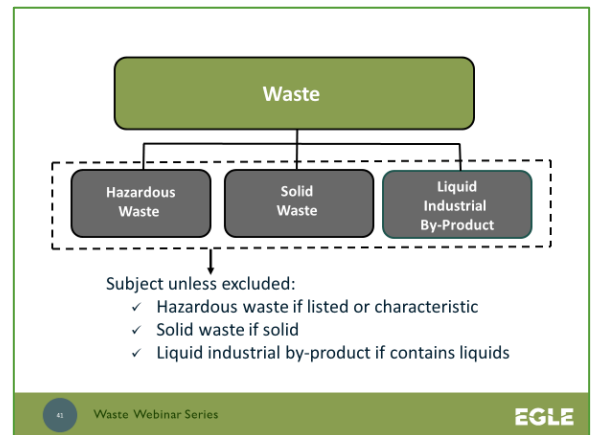 Waste
Hazardous
Waste
Solid
Waste
Liquid
Industrial
By-Product
Subject unless excluded:
✓ Hazardous waste if listed or characteristic
✓ Solid waste if solid
✓ Liquid industrial by-product if contains liquids
41
Waste Webinar Series
EGLE